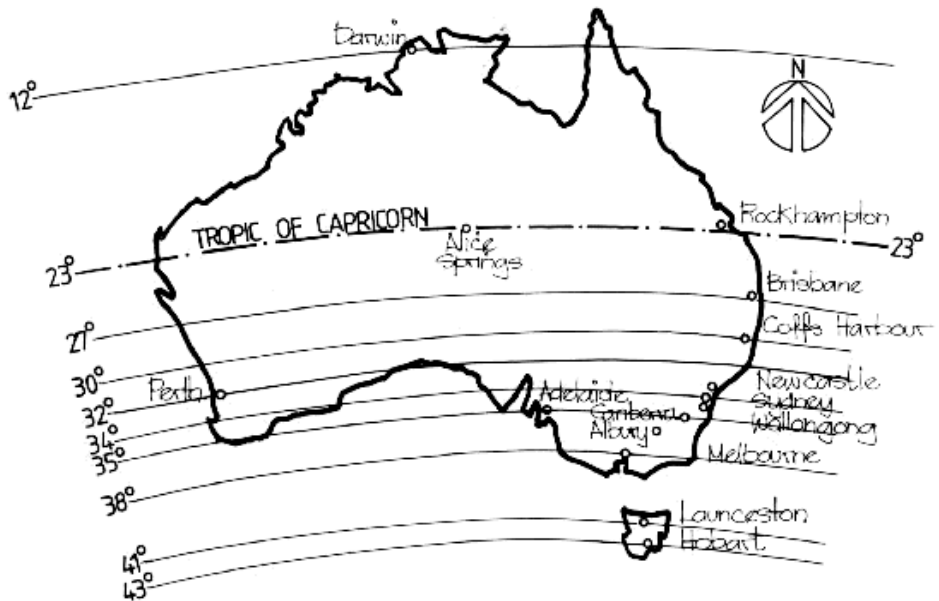 Darwin
12°
N
TROPIC OF CAPRICORN
Rockhampton
Alice
Springs
23°
23°
Brisbane
27°
Coffs Harbour
30°
Perth
Adelaide
Newcastle
32°
Canberra
Sydney
34°
Albury
Wollongong
35°
Melbourne
38°
Launceston
41°
Hobart
43°